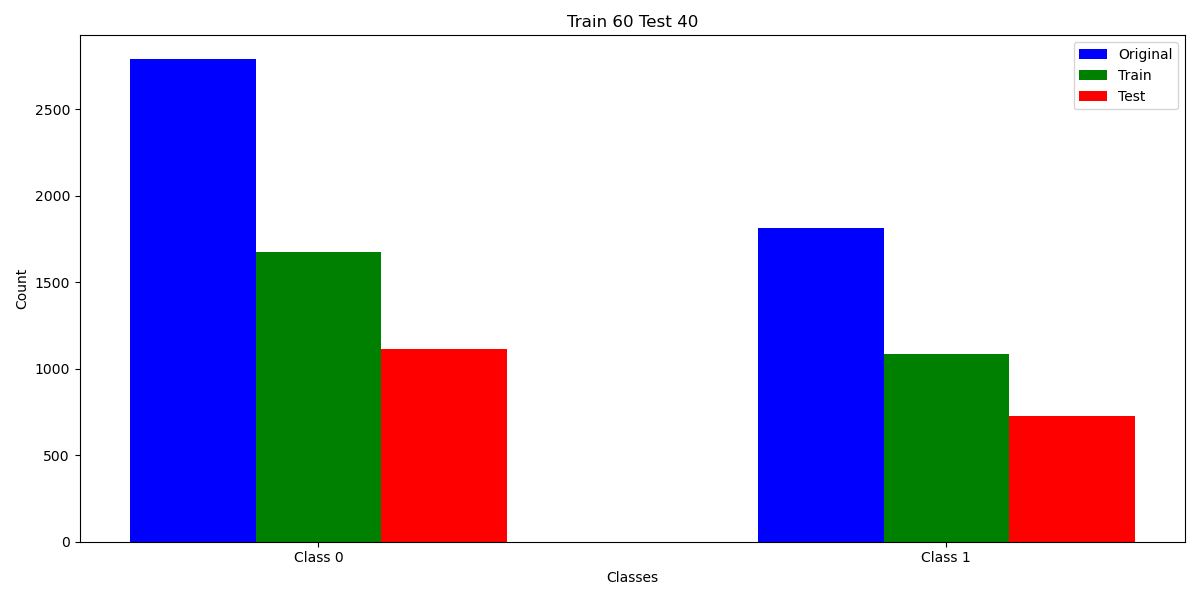 Train 60 Test 40
Original
Train
Test
Count
2500
2000
1500
1000
500
0
Class 0
Class 1
Classes